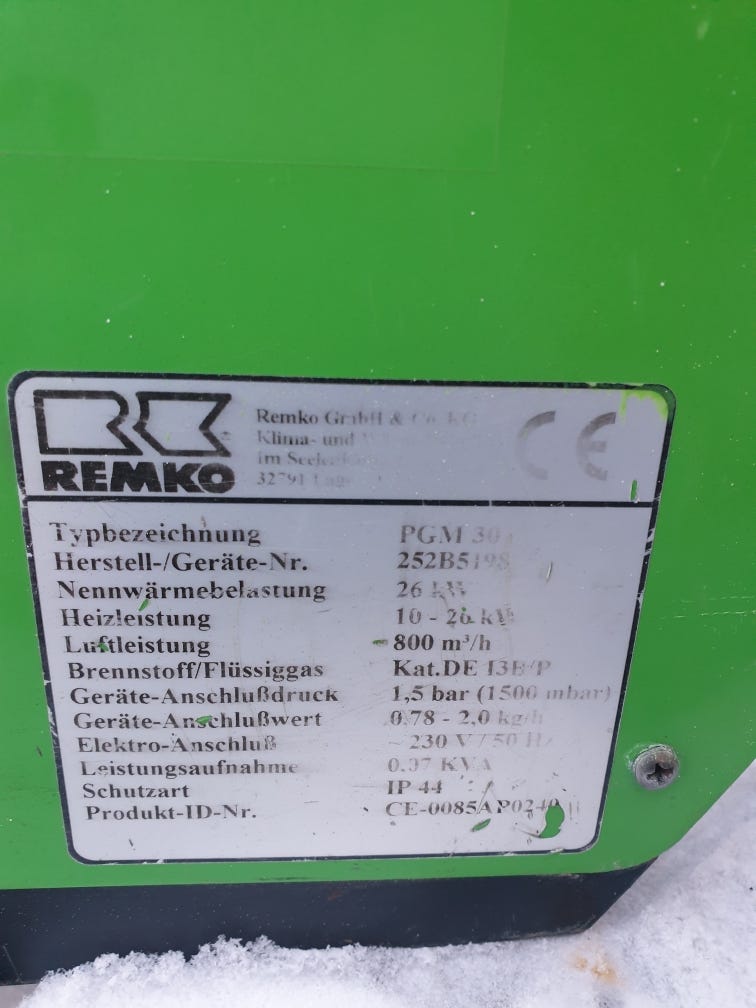 REMKO
Remko GmbH & Co. KG
Klima- und
im
32791
CE
Typbezeichnung PGM 30
Herstell-/Geräte-Nr. 252B5198
Nennwärmebelastung 26 kW
Heizleistung 10 - 26 kW
Luftleistung 800 m³/h
Brennstoff/Flüssiggas Kat.DE I3B/P
Geräte-Anschlußdruck 1,5 bar (1500 mbar)
Geräte-Anschlußwert 0.78 - 2,0 kg/h
Elektro-Anschluß ~ 230 V / 50 Hz
Leistungsaufnahme 0.07 KVA
Schutzart IP 44
Produkt-ID-Nr. CE-0085AP0240